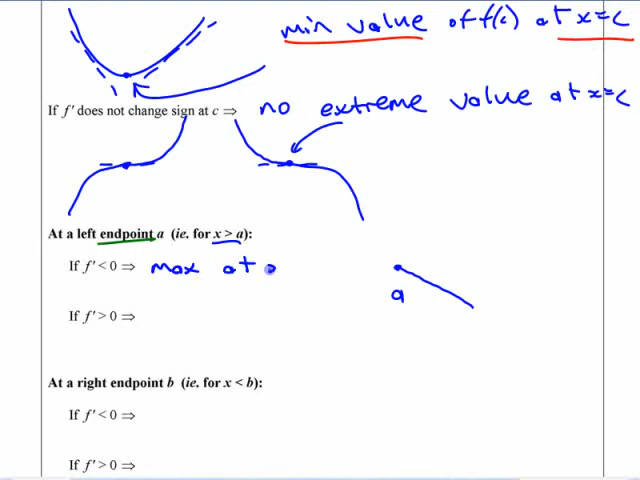 min value of f(c) at x=c
If f' does not change sign at c ⇒ no extreme value at x=c
At a left endpoint a (ie. for x > a):
If f' < 0 ⇒ max at
a
If f' > 0 ⇒
At a right endpoint b (ie. for x < b):
If f' < 0 ⇒
If f' > 0 ⇒